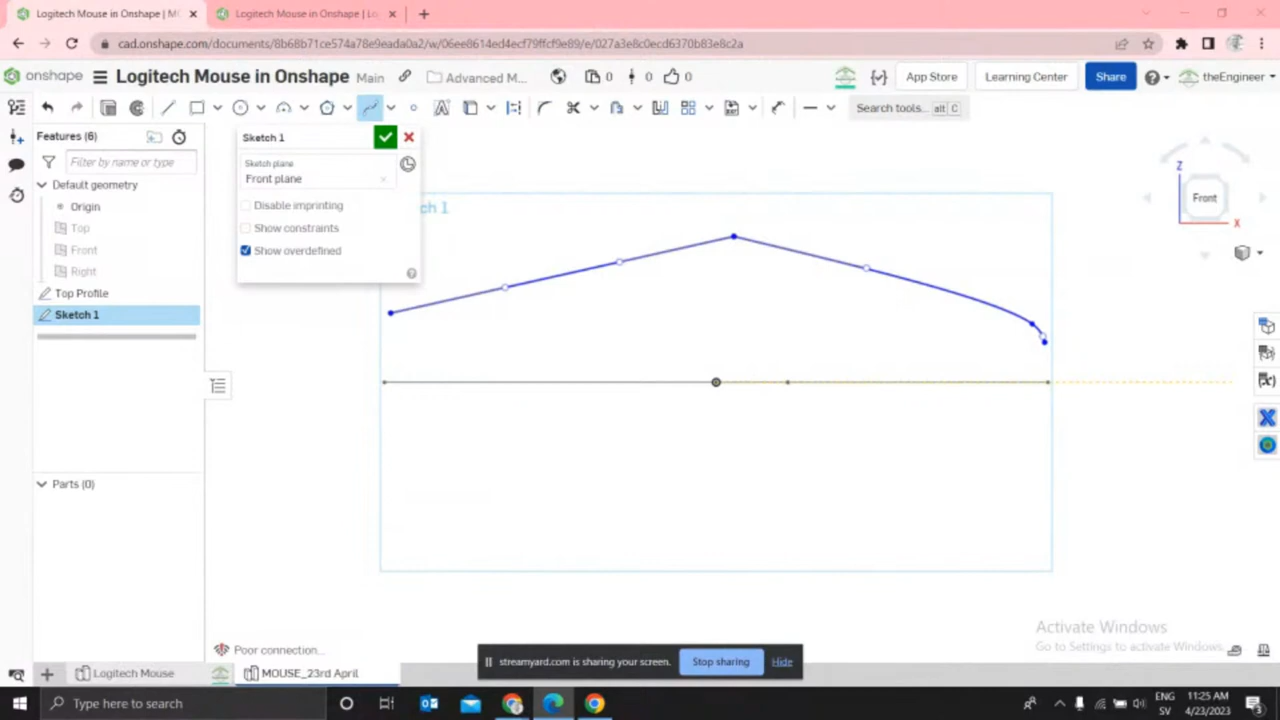 Logitech Mouse in Onshape | MC
Logitech Mouse in Onshape | Lo
cad.onshape.com/documents/8b68b71ce574a78e9eada0a2/w/06ee8614ed4ecf79ffcf9e89/e/027a3e8c0ecd6370b83e8c2a
onshape
Logitech Mouse in Onshape
Main
Advanced M...
0
0
0
App Store
Learning Center
Share
theEngineer
Search tools...
alt C
Features (6)
Filter by name or type
Default geometry
Origin
Top
Front
Right
Top Profile
Sketch 1
Parts (0)
Sketch 1
Sketch plane
Front plane
Disable imprinting
Show constraints
Show overdefined
ch 1
Z
Front
X
Poor connection...
Activate Windows
Go to Settings to activate Windows.
streamyard.com is sharing your screen.
Stop sharing
Hide
Logitech Mouse
MOUSE_23rd April
Type here to search
ENG
SV
11:25 AM
4/23/2023
3